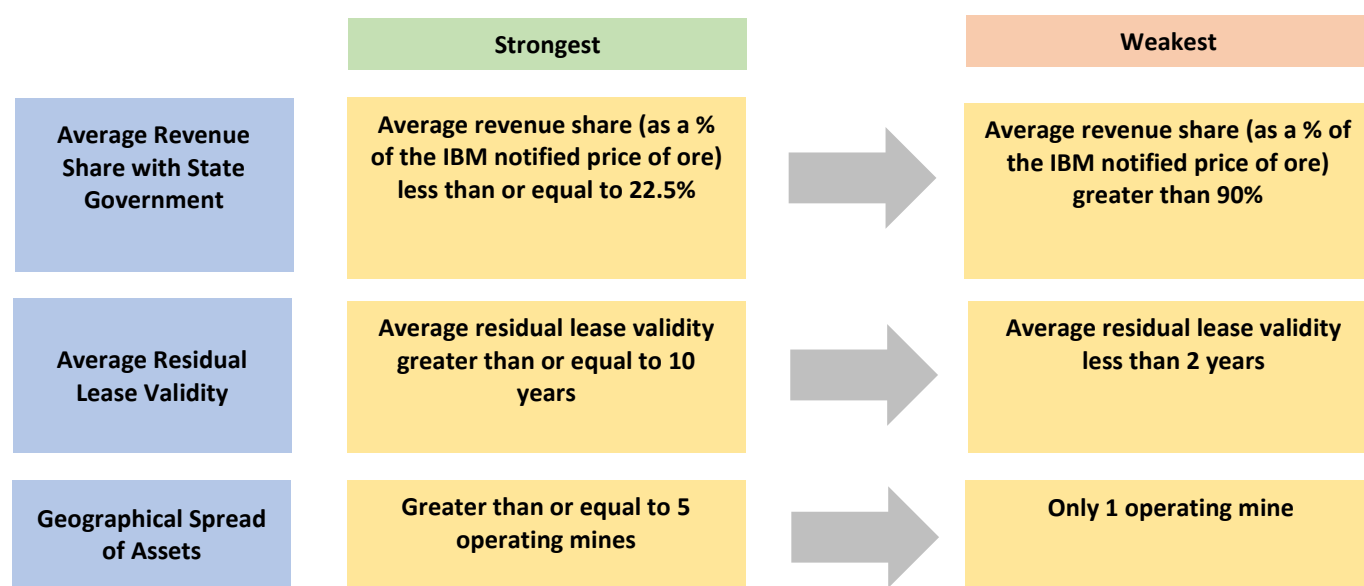 Strongest
Weakest
Average Revenue
Share with State
Government
Average revenue share (as a %
of the IBM notified price of ore)
less than or equal to 22.5%
Average revenue share (as a % of
the IBM notified price of ore)
greater than 90%
Average Residual
Lease Validity
Average residual lease validity
greater than or equal to 10
years
Average residual lease validity
less than 2 years
Geographical Spread
of Assets
Greater than or equal to 5
operating mines
Only 1 operating mine